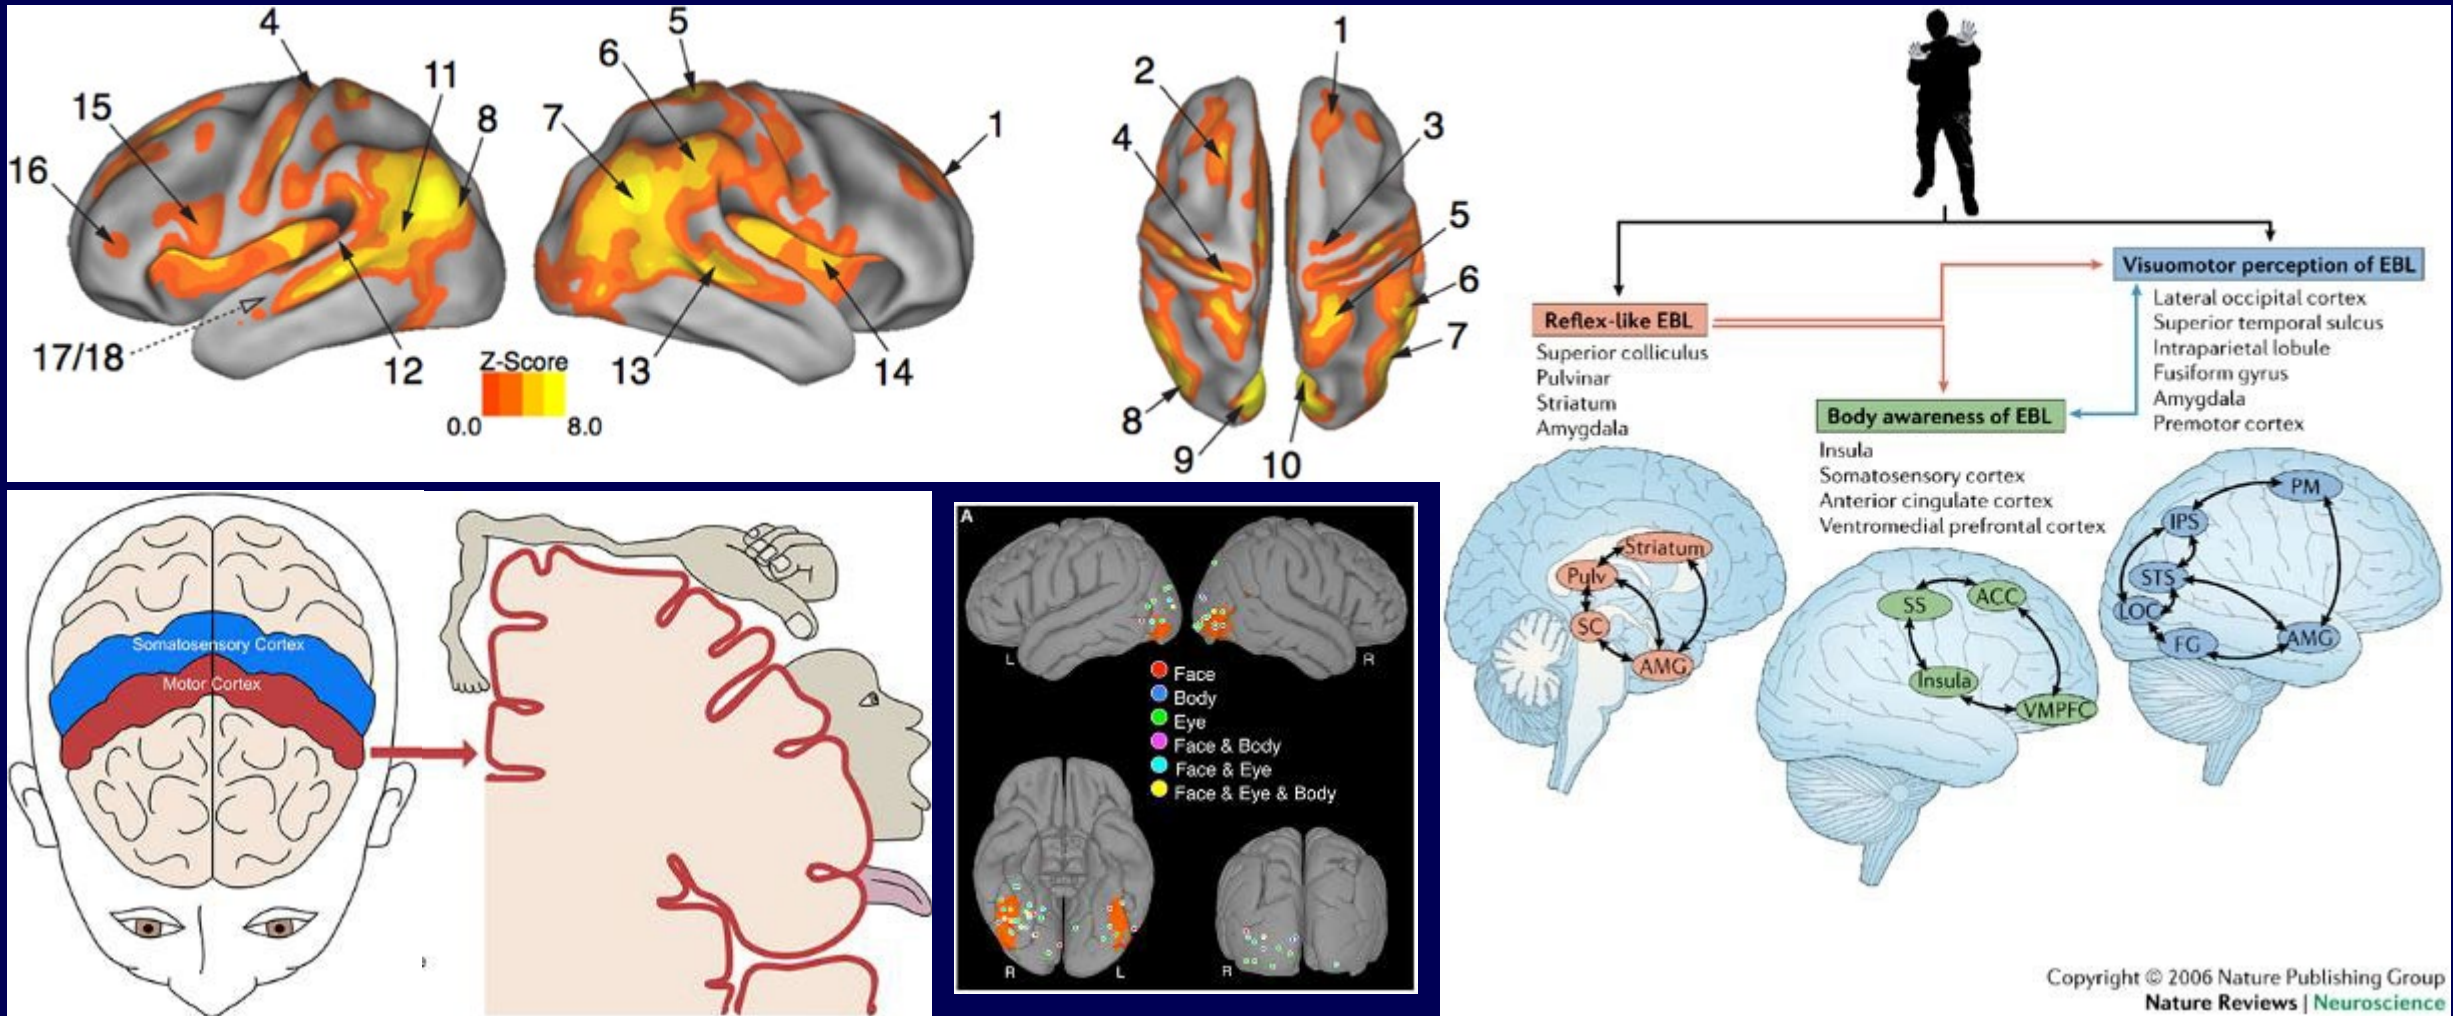 4
11
15
8
16
17/18
12
5
6
7
1
13
14
Z-Score
0.0
8.0
1
2
3
4
5
6
7
8
9
10
Visuomotor perception of EBL
Lateral occipital cortex
Superior temporal sulcus
Intraparietal lobule
Fusiform gyrus
Amygdala
Premotor cortex
Reflex-like EBL
Superior colliculus
Pulvinar
Striatum
Amygdala
Body awareness of EBL
Insula
Somatosensory cortex
Anterior cingulate cortex
Ventromedial prefrontal cortex
Striatum
Pulv
SC
AMG
SS
ACC
Insula
VMPFC
PM
IPS
STS
LOC
FG
AMG
Somatosensory Cortex
Motor Cortex
e
A
L
R
Face
Body
Eye
Face & Body
Face & Eye
Face & Eye & Body
R
L
R
Copyright © 2006 Nature Publishing Group
Nature Reviews | Neuroscience